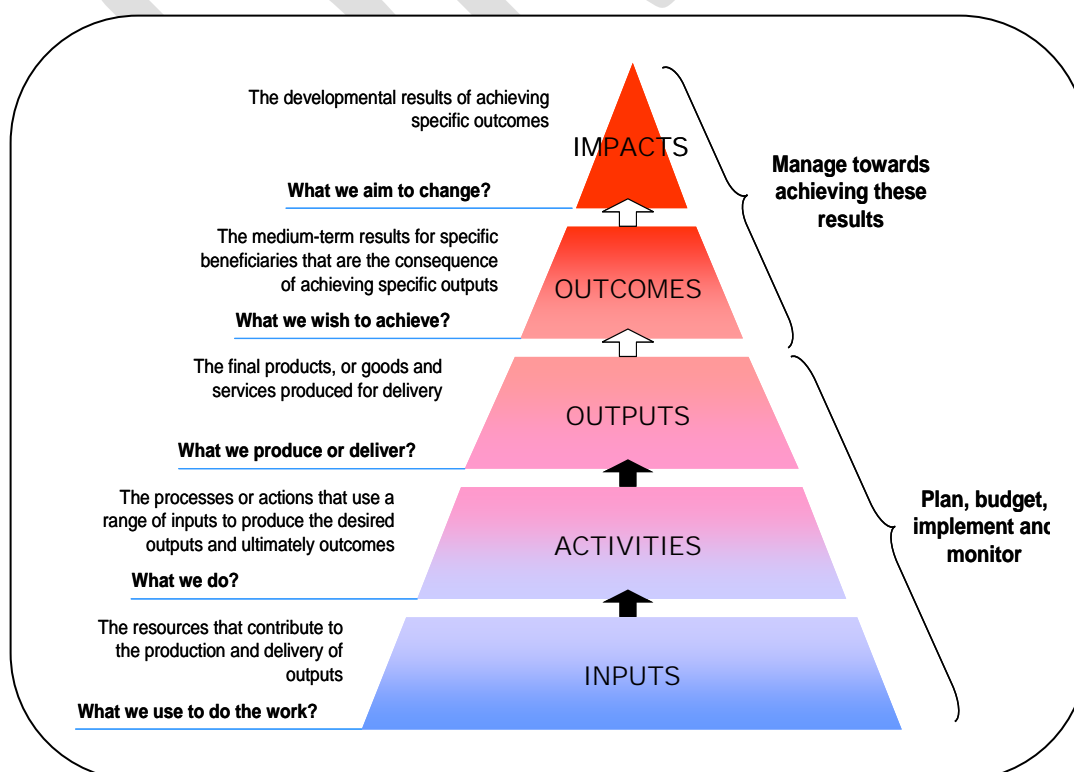 The developmental results of achieving
specific outcomes
IMPACTS
What we aim to change?
Manage towards
achieving these
results
The medium-term results for specific
beneficiaries that are the consequence
of achieving specific outputs
OUTCOMES
What we wish to achieve?
The final products, or goods and
services produced for delivery
OUTPUTS
What we produce or deliver?
The processes or actions that use a
range of inputs to produce the desired
outputs and ultimately outcomes
ACTIVITIES
What we do?
Plan, budget,
implement and
monitor
The resources that contribute to
the production and delivery of
outputs
INPUTS
What we use to do the work?